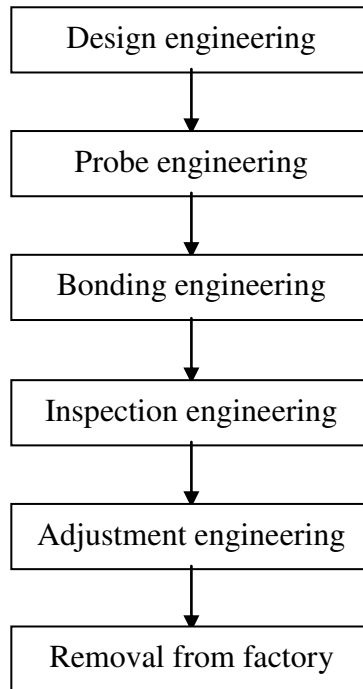 Design engineering
Probe engineering
Bonding engineering
Inspection engineering
Adjustment engineering
Removal from factory